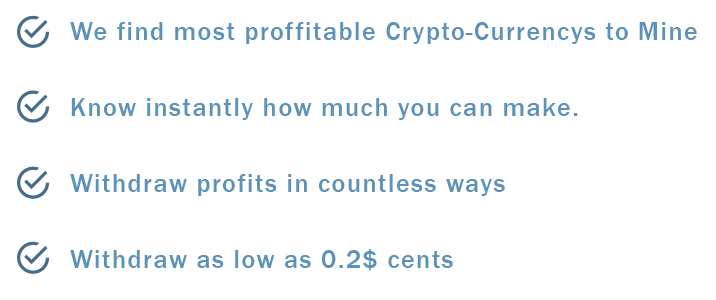 We find most proffitable Crypto-Currencys to Mine
Know instantly how much you can make.
Withdraw profits in countless ways
Withdraw as low as 0.2$ cents